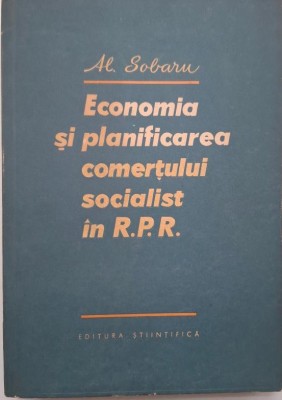 Al. Sobaru
Economia
și planificarea
comerțului
socialist
în R.P.R.
EDITURA ȘTIINȚIFICĂ